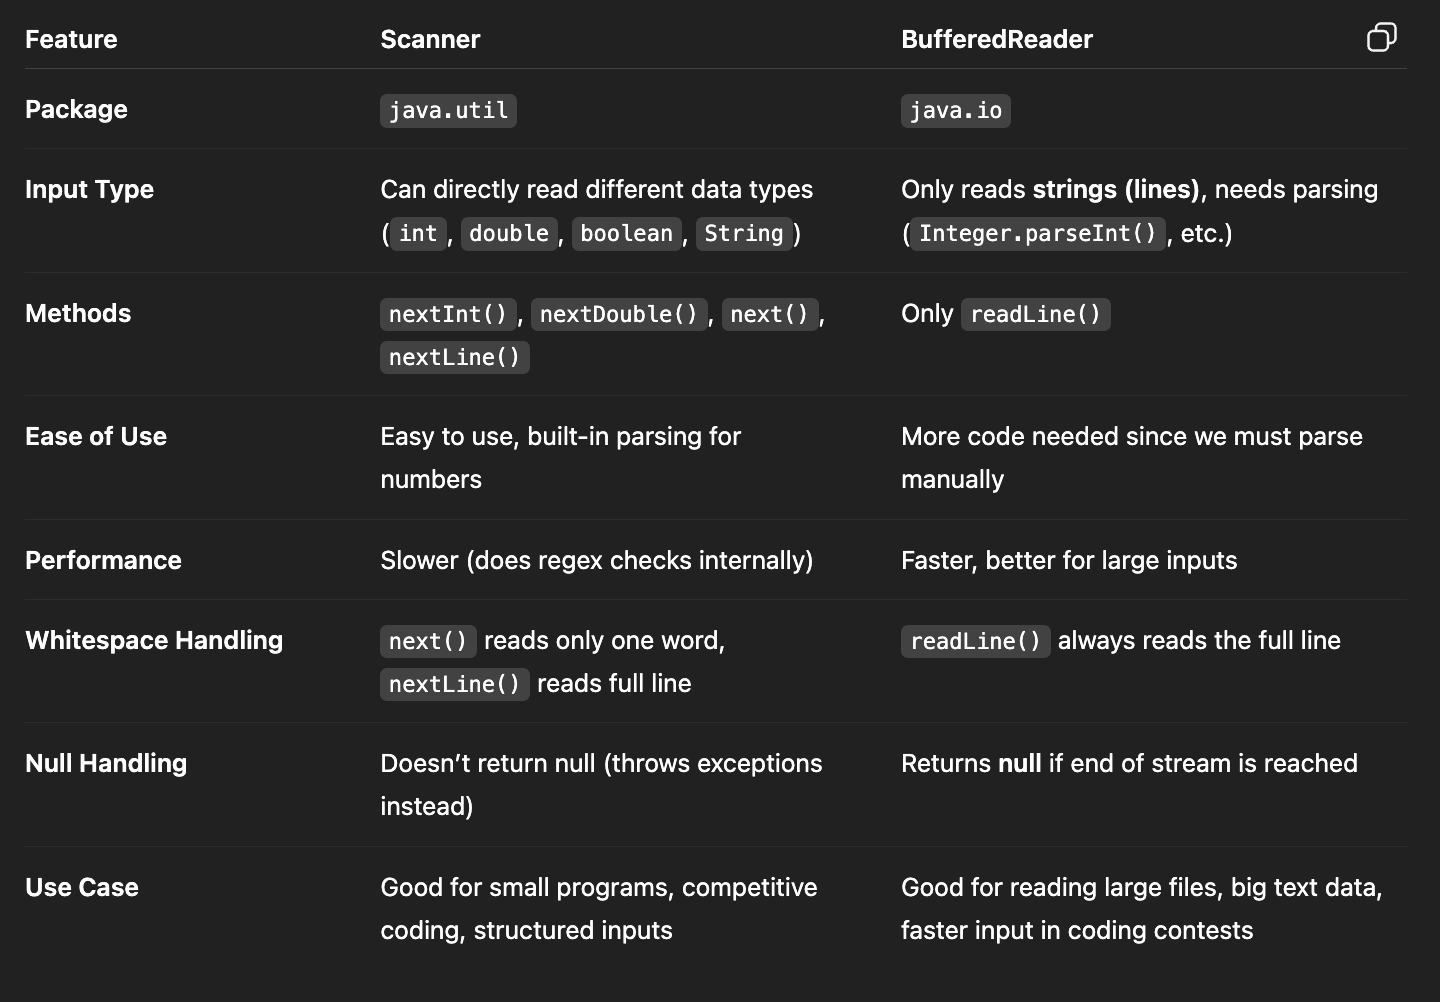 Feature Scanner BufferedReader
Package java.util java.io
Input Type Can directly read different data types Only reads strings (lines), needs parsing
(int, double, boolean, String) (Integer.parseInt(), etc.)
Methods nextInt(), nextDouble(), next(), Only readLine()
nextLine()
Ease of Use Easy to use, built-in parsing for More code needed since we must parse
numbers manually
Performance Slower (does regex checks internally) Faster, better for large inputs
Whitespace Handling next() reads only one word, readLine() always reads the full line
nextLine() reads full line
Null Handling Doesn’t return null (throws exceptions Returns null if end of stream is reached
instead)
Use Case Good for small programs, competitive Good for reading large files, big text data,
coding, structured inputs faster input in coding contests